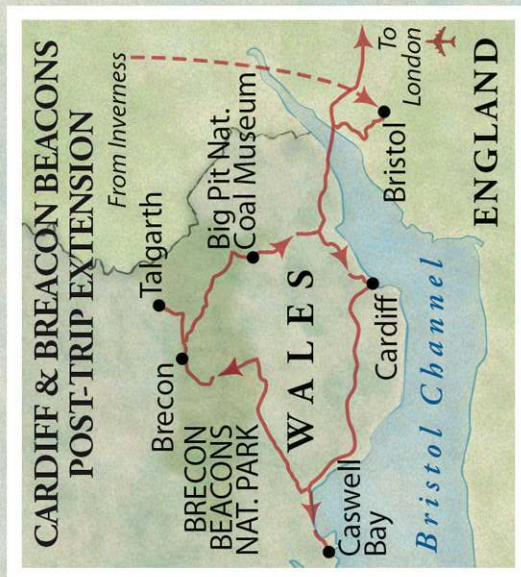 CARDIFF & BREACON BEACONS
POST-TRIP EXTENSION
From Inverness
Talgarth
Brecon
BRECON
BEACONS
NAT. PARK
Big Pit Nat.
Coal Museum
To
London
WALES
Bristol
Cardiff
Caswell
Bay
ENGLAND
Bristol Channel